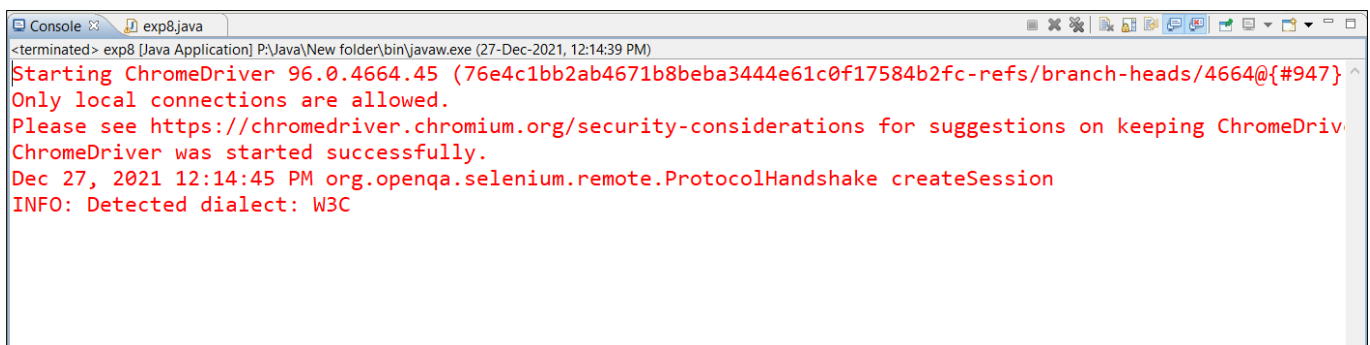 Console exp8.java
<terminated> exp8 [Java Application] P:\Java\New folder\bin\javaw.exe (27-Dec-2021, 12:14:39 PM)
Starting ChromeDriver 96.0.4664.45 (76e4c1bb2ab4671b8beba3444e61c0f17584b2fc-refs/branch-heads/4664@{#947}
Only local connections are allowed.
Please see https://chromedriver.chromium.org/security-considerations for suggestions on keeping ChromeDriv
ChromeDriver was started successfully.
Dec 27, 2021 12:14:45 PM org.openqa.selenium.remote.ProtocolHandshake createSession
INFO: Detected dialect: W3C